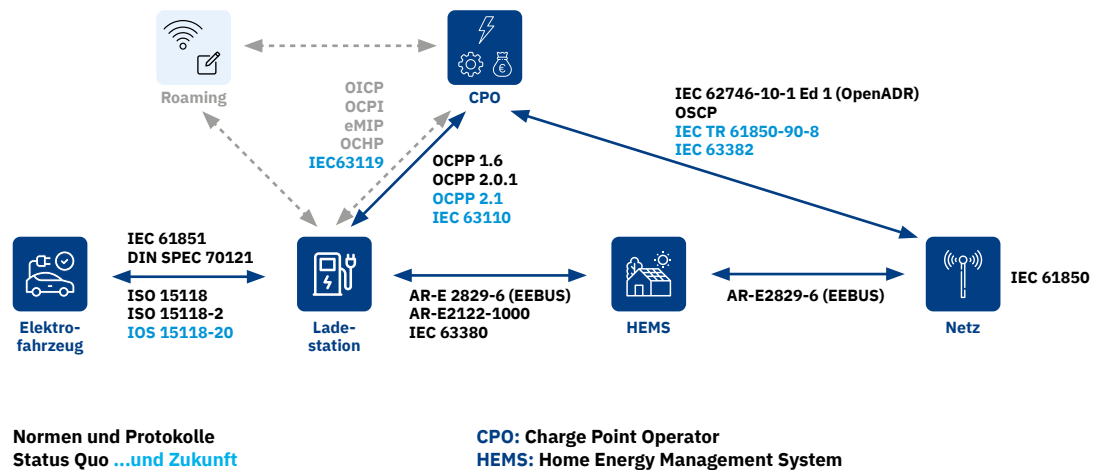 Roaming
CPO
OICP
OCPI
eMIP
OCHP
IEC63119
OCPP 1.6
OCPP 2.0.1
OCPP 2.1
IEC 63110
IEC 62746-10-1 Ed 1 (OpenADR)
OSCP
IEC TR 61850-90-8
IEC 63382
IEC 61851
DIN SPEC 70121
ISO 15118
ISO 15118-2
IOS 15118-20
Elektro-
fahrzeug
Lade-
station
AR-E 2829-6 (EEBUS)
AR-E2122-1000
IEC 63380
HEMS
AR-E2829-6 (EEBUS)
Netz
IEC 61850
Normen und Protokolle
Status Quo ...und Zukunft
CPO: Charge Point Operator
HEMS: Home Energy Management System